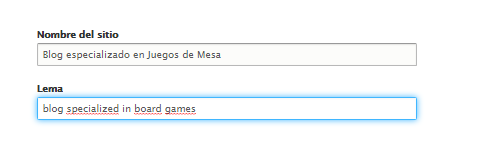 Nombre del sitio
Blog especializado en Juegos de Mesa
Lema
blog specialized in board games